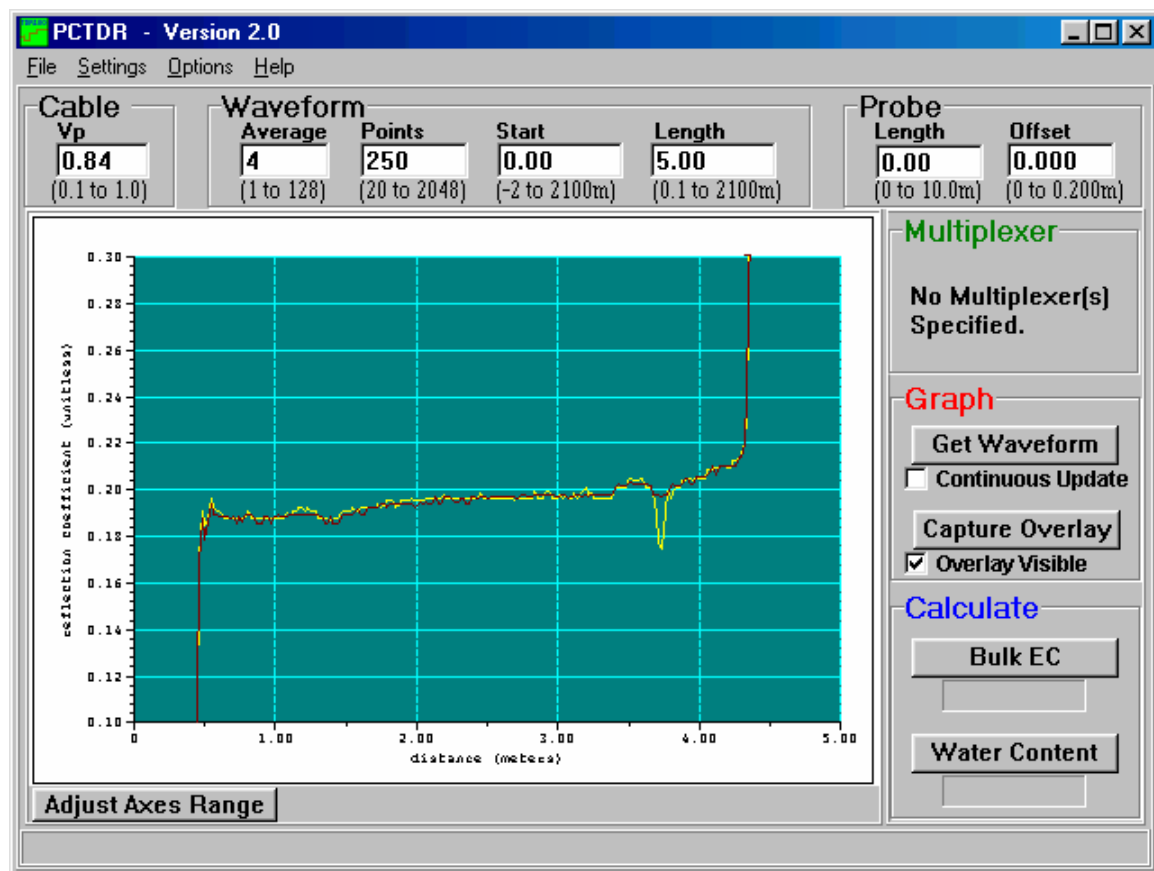 PCTDR - Version 2.0
File Settings Options Help
Cable
Vp
0.84
(0.1 to 1.0)
Waveform
Average Points Start Length
4 250 0.00 5.00
(1 to 128) (20 to 2048) (-2 to 2100m) (0.1 to 2100m)
Probe
Length Offset
0.00 0.000
(0 to 10.0m) (0 to 0.200m)
reflection coefficient (unitless)
0.30
0.28
0.26
0.24
0.22
0.20
0.18
0.16
0.14
0.12
0.10
0 1.00 2.00 3.00 4.00 5.00
distance (meters)
Adjust Axes Range
Multiplexer
No Multiplexer(s)
Specified.
Graph
Get Waveform
Continuous Update
Capture Overlay
Overlay Visible
Calculate
Bulk EC
Water Content